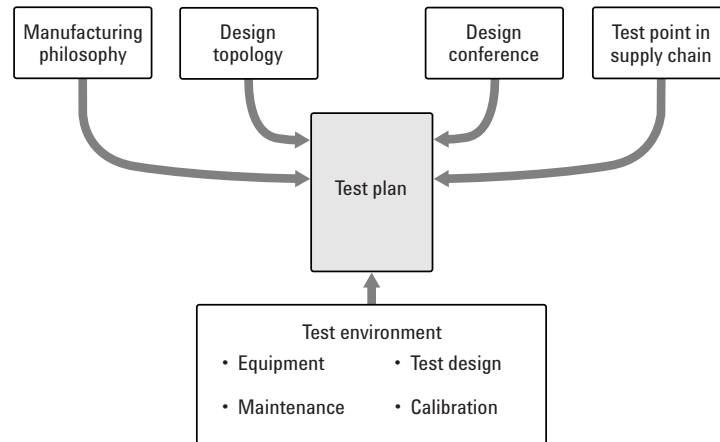 Manufacturing
philosophy
Design
topology
Design
conference
Test point in
supply chain
Test plan
Test environment
• Equipment
• Test design
• Maintenance
• Calibration